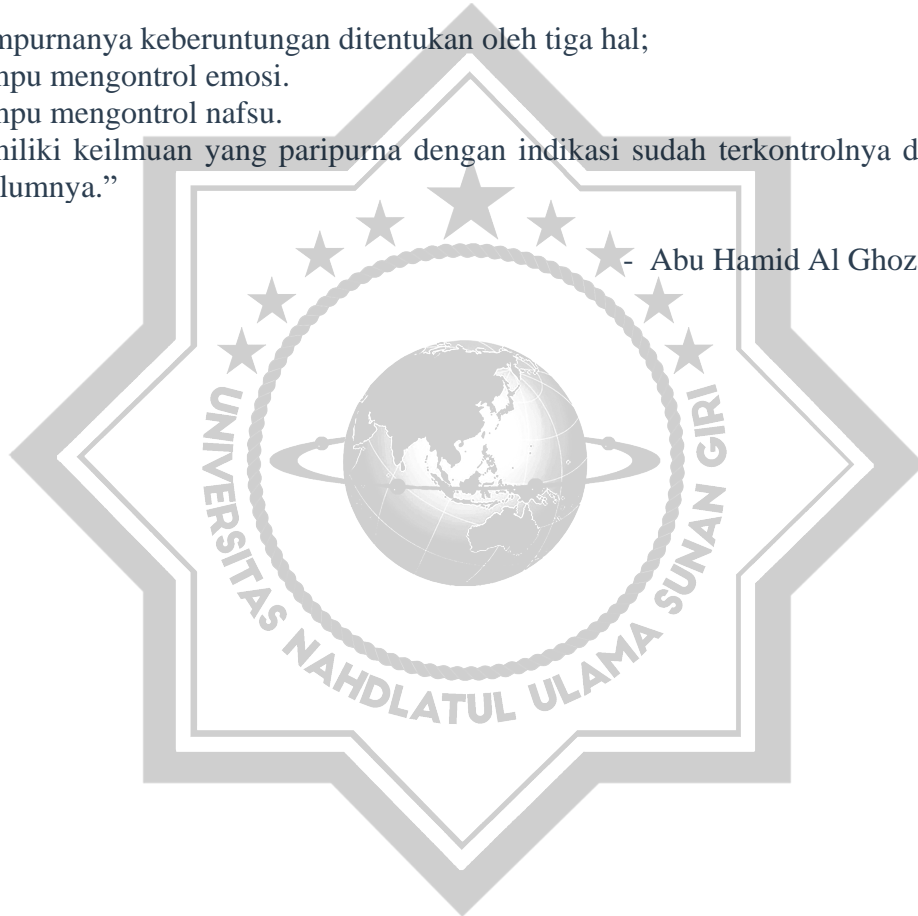 mpurnanya keberuntungan ditentukan oleh tiga hal;
npu mengontrol emosi.
npu mengontrol nafsu.
niliki keilmuan yang paripurna dengan indikasi sudah terkontrolnya d
lumnya.”
- Abu Hamid Al Ghoz
UNIVERSITAS NAHDLATUL ULAMA SUNAN GIRI